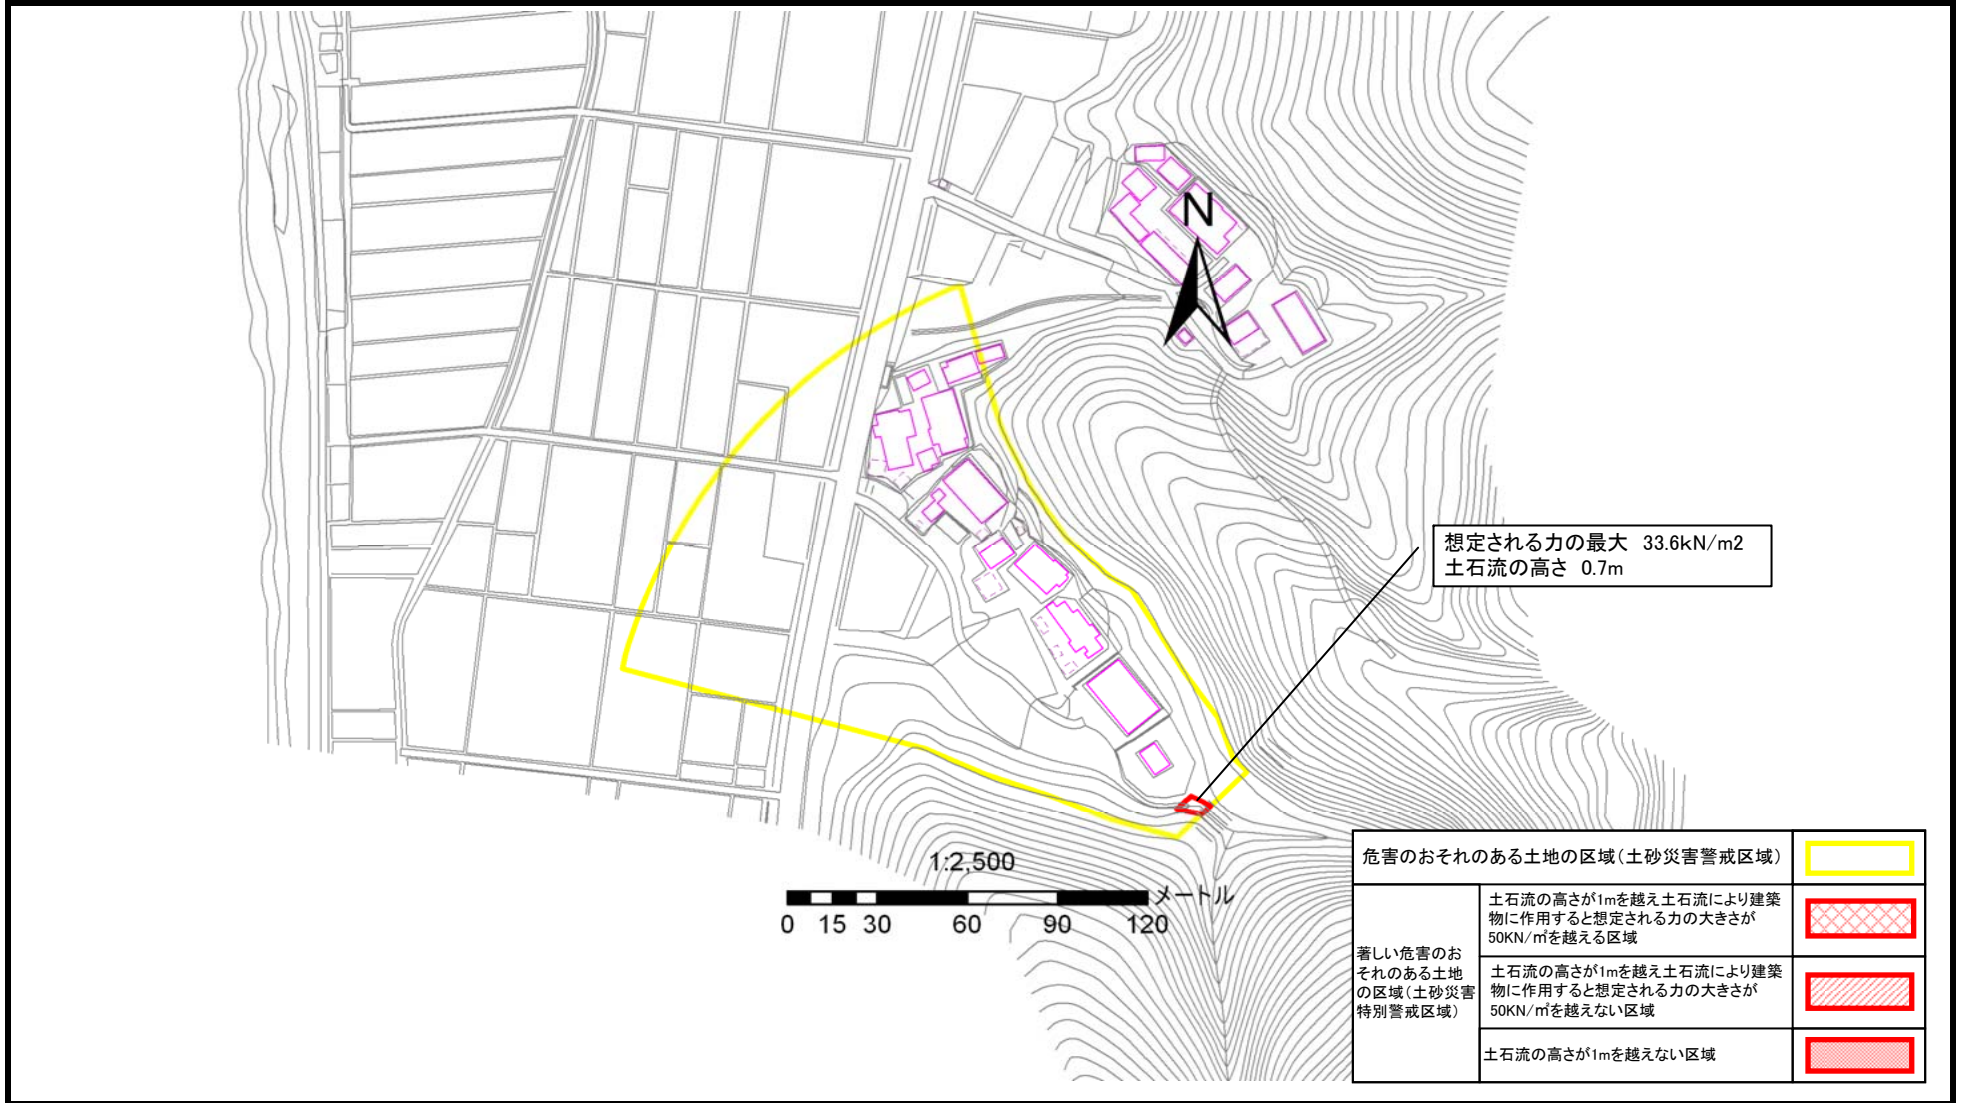 N
想定される力の最大 33.6kN/m2
土石流の高さ 0.7m
1:2,500
メートル
0 15 30 60 90 120
危害のおそれのある土地の区域(土砂災害警戒区域)
著しい危害のお
それのある土地
の区域(土砂災害
特別警戒区域)
土石流の高さが1mを越え土石流により建築
物に作用すると想定される力の大きさが
50KN/㎡を越える区域
土石流の高さが1mを越え土石流により建築
物に作用すると想定される力の大きさが
50KN/㎡を越えない区域
土石流の高さが1mを越えない区域